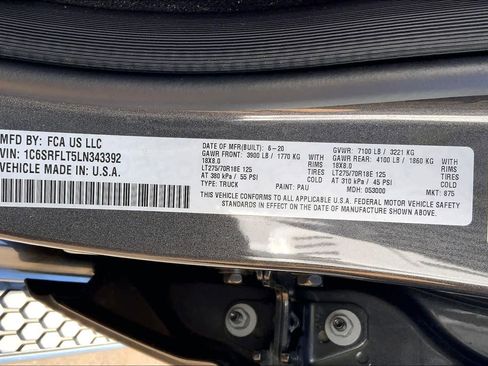 MFD BY: FCA US LLC
VIN: 1C6SRFLT5LN343392
VEHICLE MADE IN U.S.A.
DATE OF MFR(BUILT): 6-20
GAWR FRONT: 3900 LB / 1770 KG
18X8.0
LT275/70R18E 125
AT 380 kPa / 55 PSI
TYPE: TRUCK
WITH
RIMS
TIRES
COLD
PAINT: PAU
GVWR: 7100 LB / 3221 KG
GAWR REAR: 4100 LB / 1860 KG
18X8.0
LT275/70R18E 125
AT 310 kPa / 45 PSI
MDH: 053000
WITH
RIMS
TIRES
COLD
MKT: 875
THIS VEHICLE CONFORMS TO ALL APPLICABLE U.S.A. FEDERAL MOTOR VEHICLE SAFETY
STANDARDS IN EFFECT ON THE DATE OF MANUFACTURE SHOWN ABOVE.